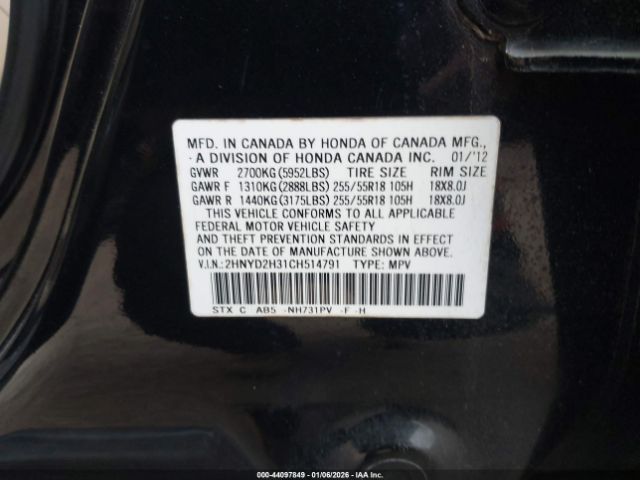 MFD. IN CANADA BY HONDA OF CANADA MFG.,
A DIVISION OF HONDA CANADA INC. 01/'12
GVWR 2700KG(5952LBS) TIRE SIZE RIM SIZE
GAWR F 1310KG(2888LBS) 255/55R18 105H 18X8.0J
GAWR R 1440KG(3175LBS) 255/55R18 105H 18X8.0J
THIS VEHICLE CONFORMS TO ALL APPLICABLE
FEDERAL MOTOR VEHICLE SAFETY
AND THEFT PREVENTION STANDARDS IN EFFECT
ON THE DATE OF MANUFACTURE SHOWN ABOVE.
V.I.N.:2HNYD2H31CH514791 TYPE: MPV
STX C AB5 -NH731PV -F -H
000-44097849 - 01/06/2026 - IAA Inc.